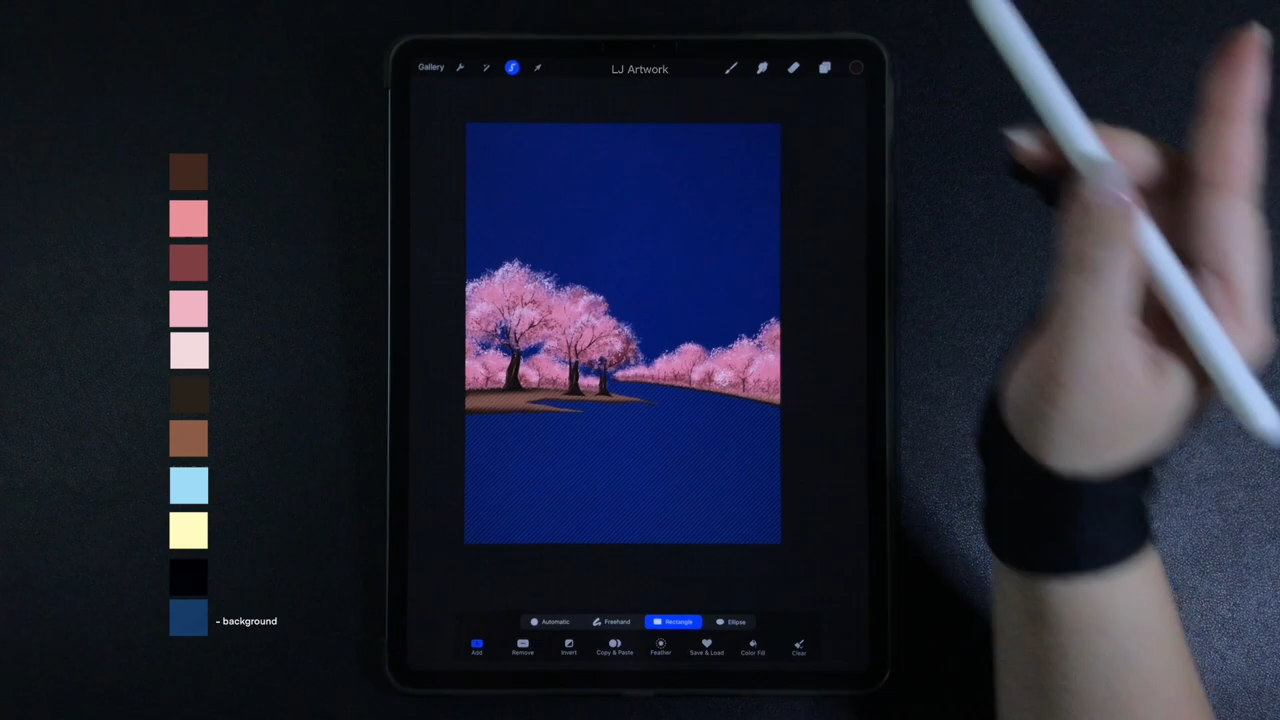 Gallery
LJ Artwork
- background
Automatic
Freehand
Rectangle
Ellipse
Add
Remove
Invert
Copy & Paste
Feather
Save & Load
Color Fill
Clear